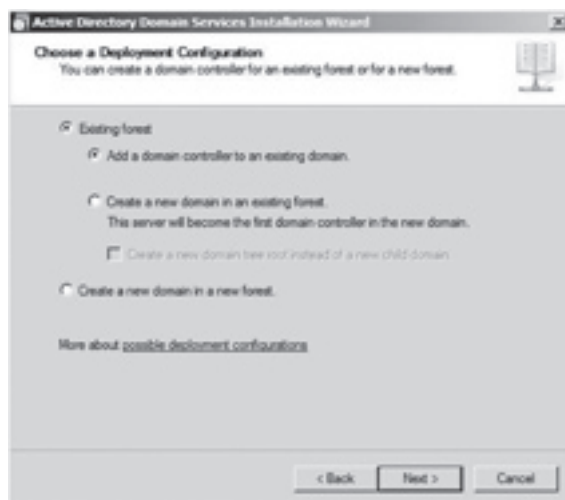 Active Directory Domain Services Installation Wizard
Choose a Deployment Configuration
You can create a domain controller for an existing forest or for a new forest.
Existing forest
Add a domain controller to an existing domain.
Create a new domain in an existing forest.
This server will become the first domain controller in the new domain.
Create a new domain tree root instead of a new child domain
Create a new domain in a new forest.
More about possible deployment configurations
< Back
Next >
Cancel